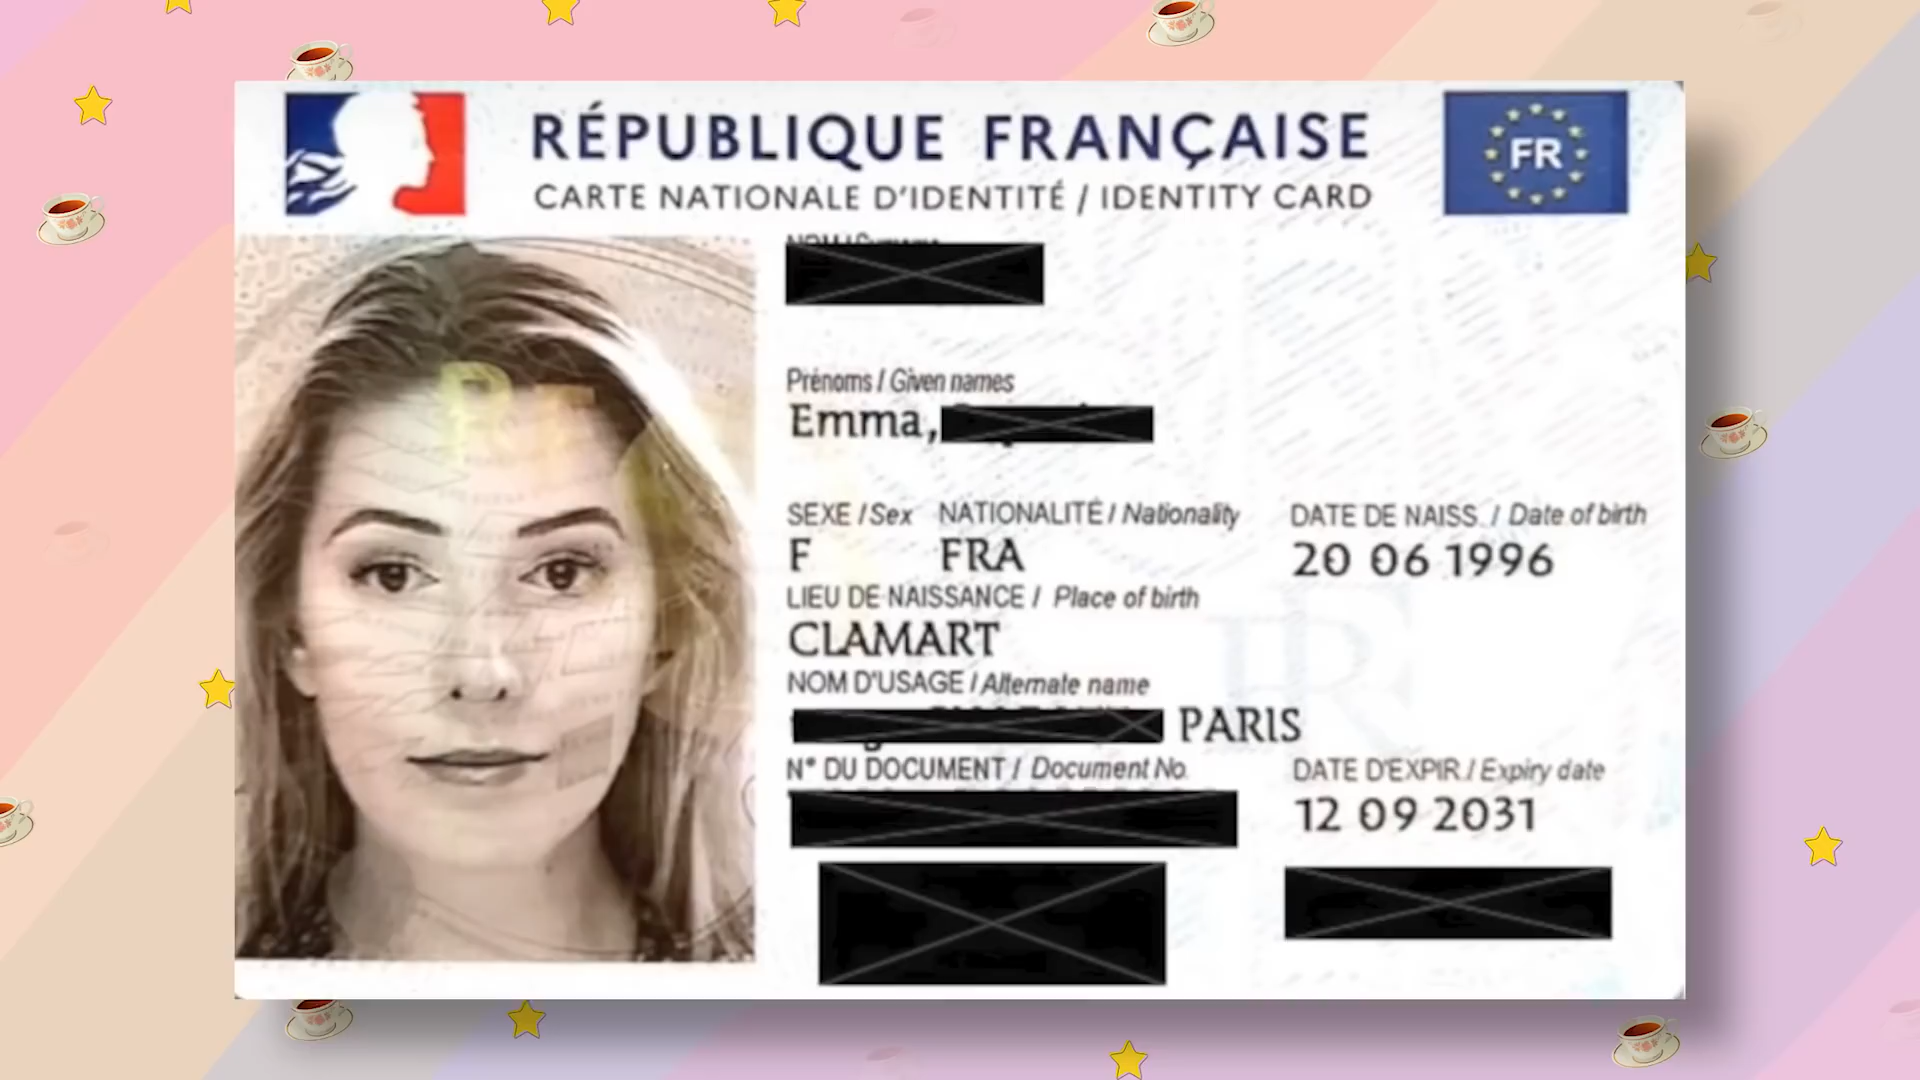 RÉPUBLIQUE FRANÇAISE
CARTE NATIONALE D'IDENTITÉ / IDENTITY CARD
FR
Prénoms / Given names
Emma,
SEXE / Sex NATIONALITÉ / Nationality DATE DE NAISS. / Date of birth
F FRA 20 06 1996
LIEU DE NAISSANCE / Place of birth
CLAMART
NOM D'USAGE / Alternate name
PARIS
N° DU DOCUMENT / Document No. DATE D'EXPIR. / Expiry date
12 09 2031